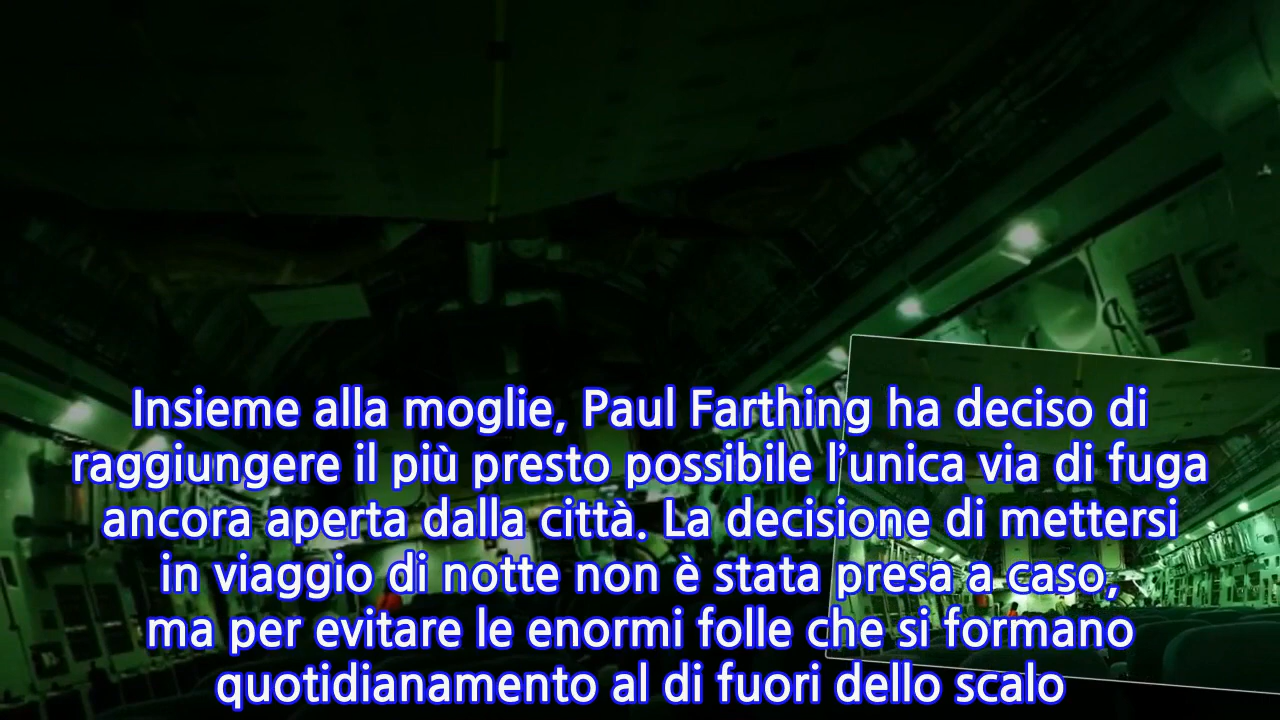 Insieme alla moglie, Paul Farthing ha deciso di
raggiungere il più presto possibile l’unica via di fuga
ancora aperta dalla città. La decisione di mettersi
in viaggio di notte non è stata presa a caso,
ma per evitare le enormi folle che si formano
quotidianamento al di fuori dello scalo